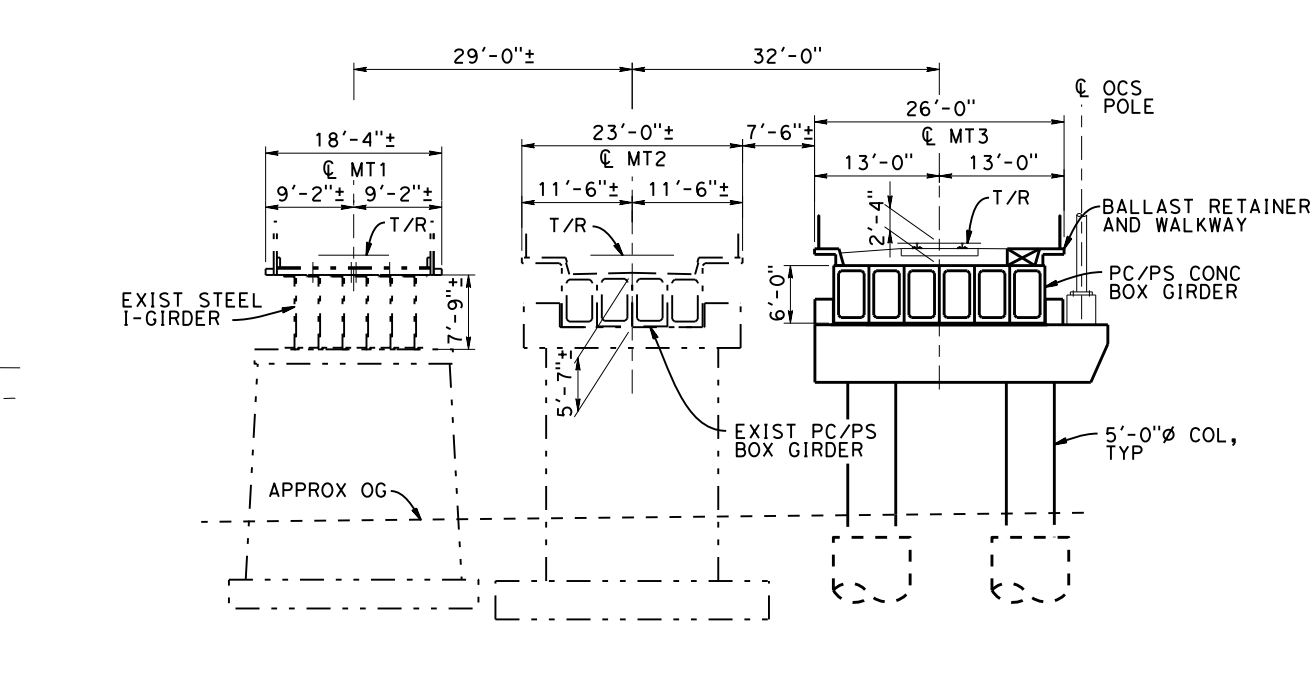 29'-0"±
32'-0"
℄ OCS
POLE
26'-0"
18'-4"±
23'-0"±
7'-6"±
℄ MT3
℄ MT1
℄ MT2
13'-0"
13'-0"
9'-2"±
9'-2"±
11'-6"±
11'-6"±
2'-4"
T/R
BALLAST RETAINER
AND WALKWAY
T/R
T/R
PC/PS CONC
BOX GIRDER
6'-0"
EXIST STEEL
I-GIRDER
7'-9"±
5'-7"±
EXIST PC/PS
BOX GIRDER
5'-0"Ø COL,
TYP
APPROX OG